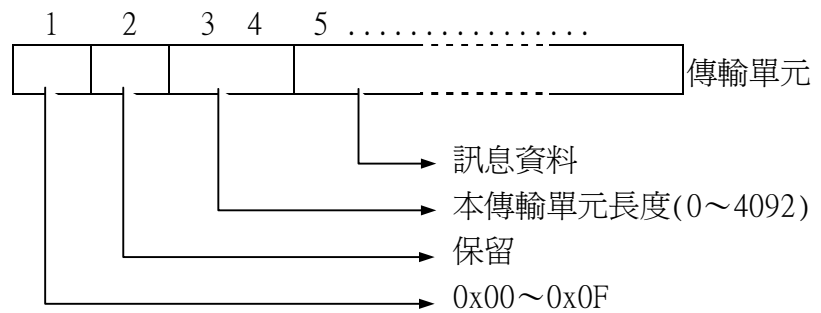 1 2 3 4 5 ................
傳輸單元
訊息資料
本傳輸單元長度(0～4092)
保留
0x00～0x0F